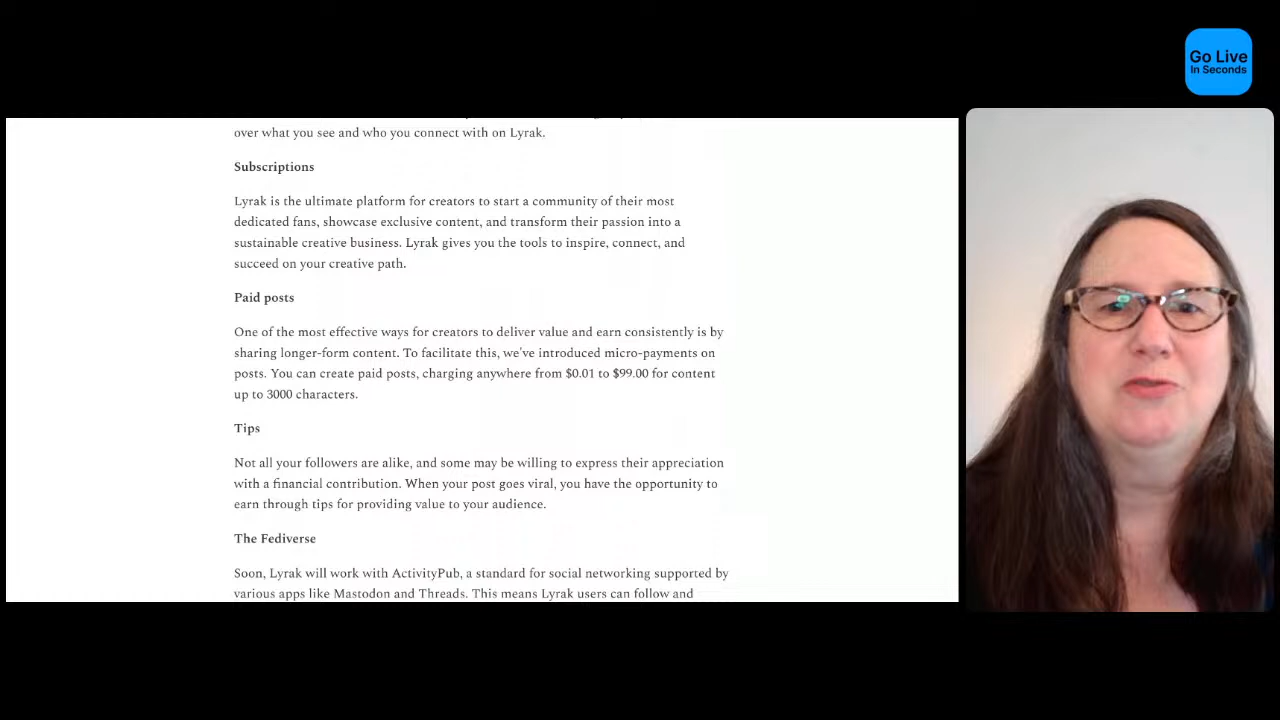 Go Live
In Seconds
over what you see and who you connect with on Lyrak.
Subscriptions
Lyrak is the ultimate platform for creators to start a community of their most
dedicated fans, showcase exclusive content, and transform their passion into a
sustainable creative business. Lyrak gives you the tools to inspire, connect, and
succeed on your creative path.
Paid posts
One of the most effective ways for creators to deliver value and earn consistently is by
sharing longer-form content. To facilitate this, we've introduced micro-payments on
posts. You can create paid posts, charging anywhere from $0.01 to $99.00 for content
up to 3000 characters.
Tips
Not all your followers are alike, and some may be willing to express their appreciation
with a financial contribution. When your post goes viral, you have the opportunity to
earn through tips for providing value to your audience.
The Fediverse
Soon, Lyrak will work with ActivityPub, a standard for social networking supported by
various apps like Mastodon and Threads. This means Lyrak users can follow and